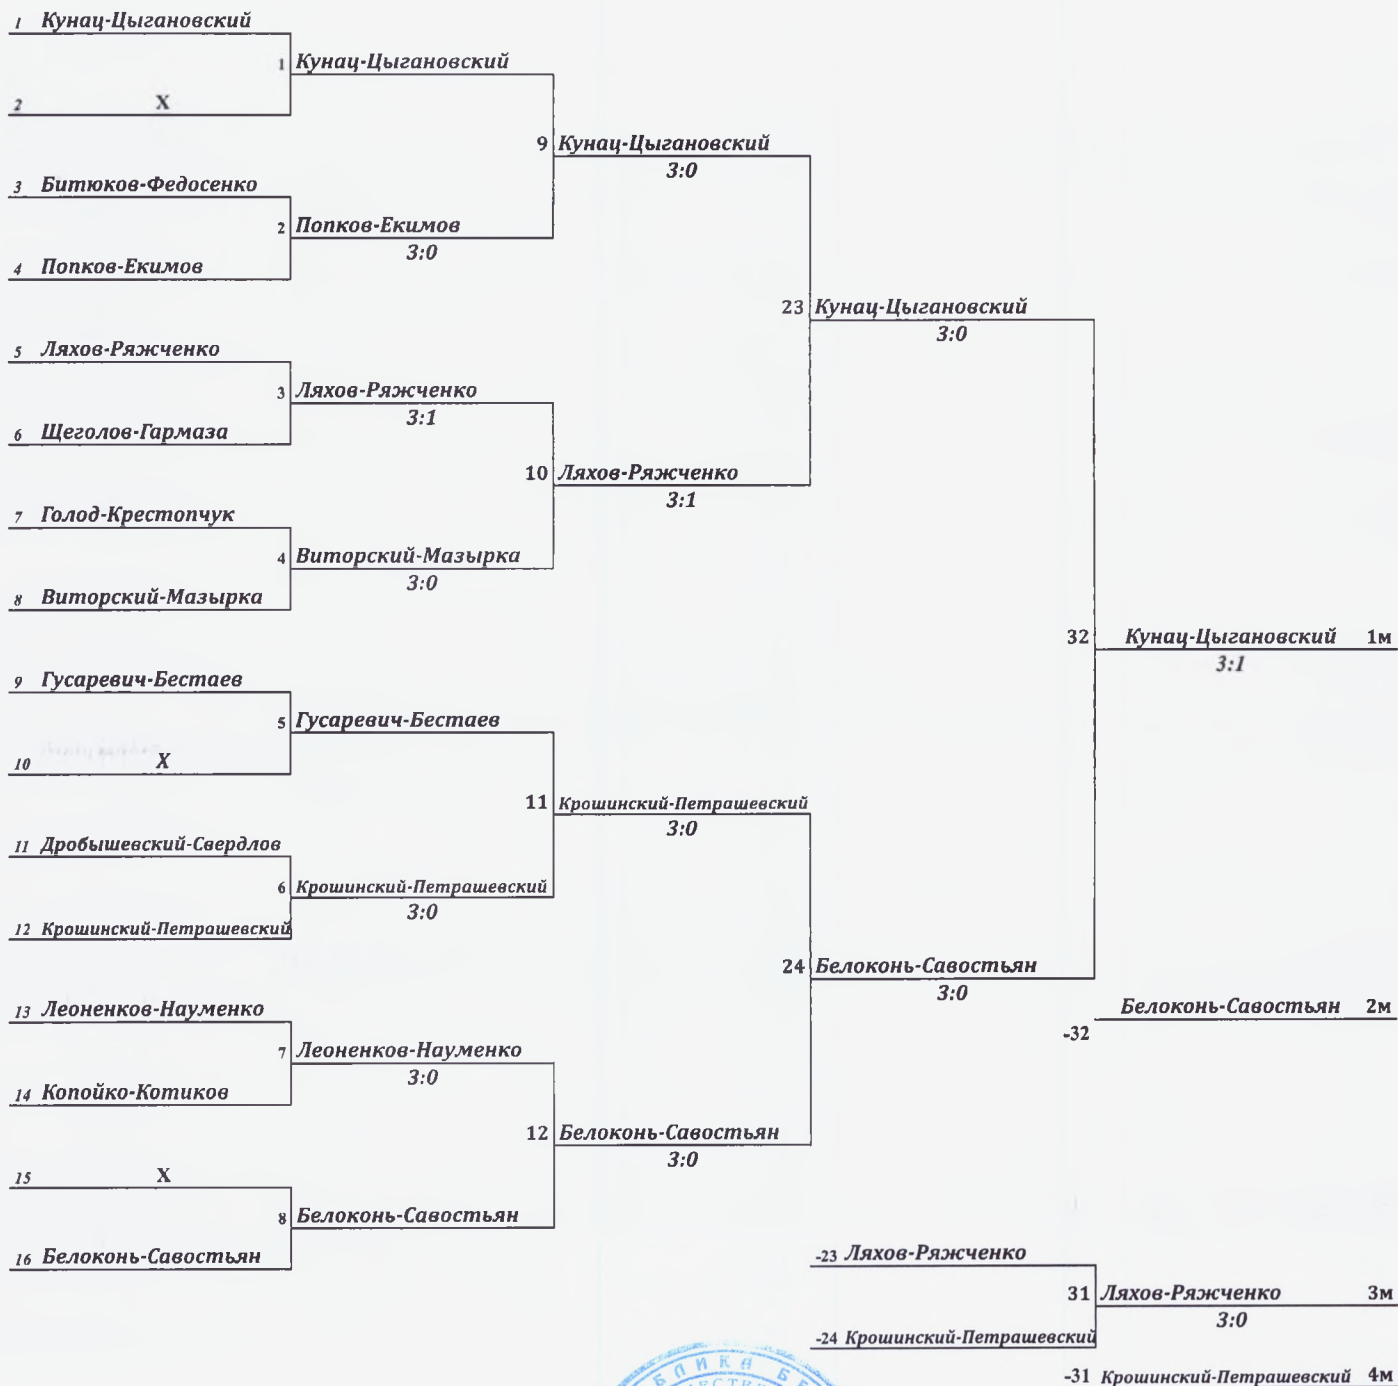 1 Кунац-Цыгановский
1 Кунац-Цыгановский
2 X
9 Кунац-Цыгановский
3:0
3 Битюков-Федосенко
2 Попков-Екимов
3:0
4 Попков-Екимов
23 Кунац-Цыгановский
3:0
5 Ляхов-Ряжченко
3 Ляхов-Ряжченко
3:1
6 Щеголов-Гармаза
10 Ляхов-Ряжченко
3:1
7 Голод-Крестопчук
4 Виторский-Мазырка
3:0
8 Виторский-Мазырка
32 Кунац-Цыгановский 1м
3:1
9 Гусаревич-Бестаев
5 Гусаревич-Бестаев
10 X
11 Крошинский-Петрашевский
3:0
11 Дробышевский-Свердлов
6 Крошинский-Петрашевский
3:0
12 Крошинский-Петрашевский
24 Белоконь-Савостьян
3:0
13 Леоненков-Науменко
-32 Белоконь-Савостьян 2м
7 Леоненков-Науменко
3:0
14 Копойко-Котиков
12 Белоконь-Савостьян
3:0
15 X
8 Белоконь-Савостьян
16 Белоконь-Савостьян
-23 Ляхов-Ряжченко
31 Ляхов-Ряжченко 3м
3:0
-24 Крошинский-Петрашевский
-31 Крошинский-Петрашевский 4м